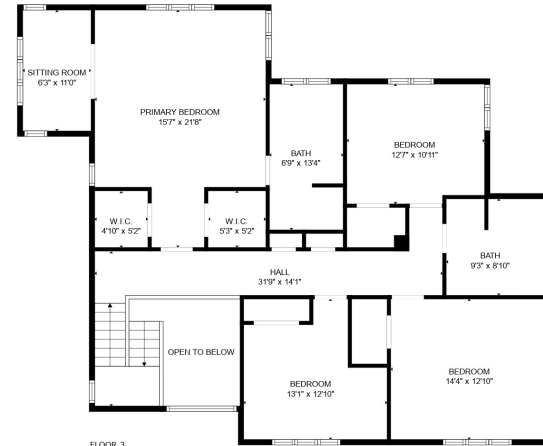 SITTING ROOM
6'3" x 11'0"
PRIMARY BEDROOM
15'7" x 21'8"
BATH
6'9" x 13'4"
BEDROOM
12'7" x 10'11"
W.I.C.
4'10" x 5'2"
W.I.C.
5'3" x 5'2"
BATH
9'3" x 8'10"
HALL
31'9" x 14'1"
OPEN TO BELOW
BEDROOM
13'1" x 12'10"
BEDROOM
14'4" x 12'10"
FLOOR 3